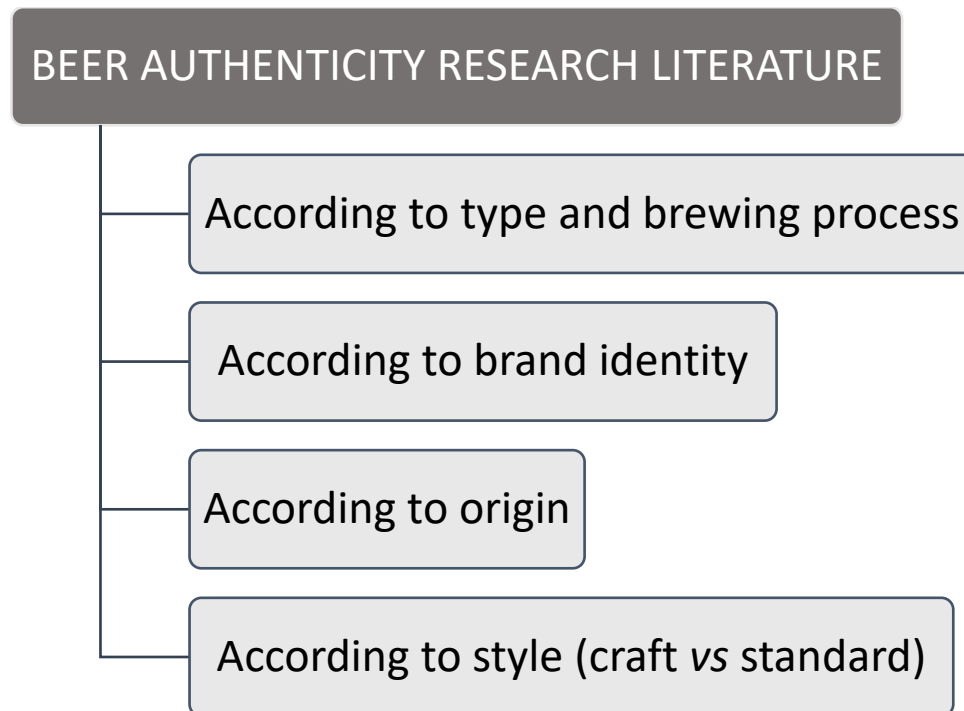 BEER AUTHENTICITY RESEARCH LITERATURE
According to type and brewing process
According to brand identity
According to origin
According to style (craft vs standard)